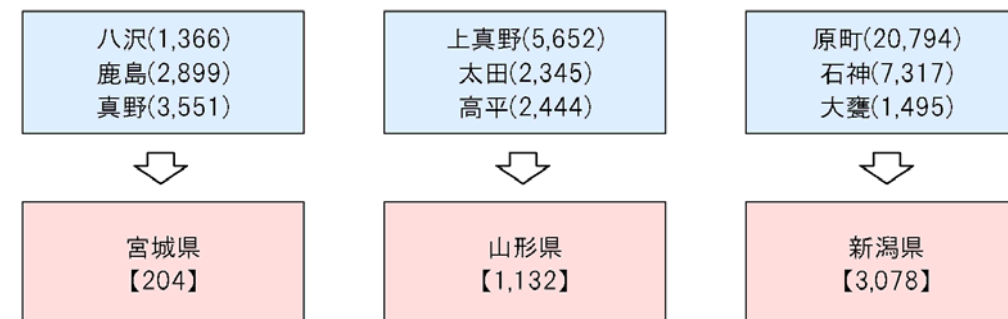 八沢(1,366)
鹿島(2,899)
真野(3,551)
上真野(5,652)
太田(2,345)
高平(2,444)
原町(20,794)
石神(7,317)
大甕(1,495)
宮城県
【204】
山形県
【1,132】
新潟県
【3,078】